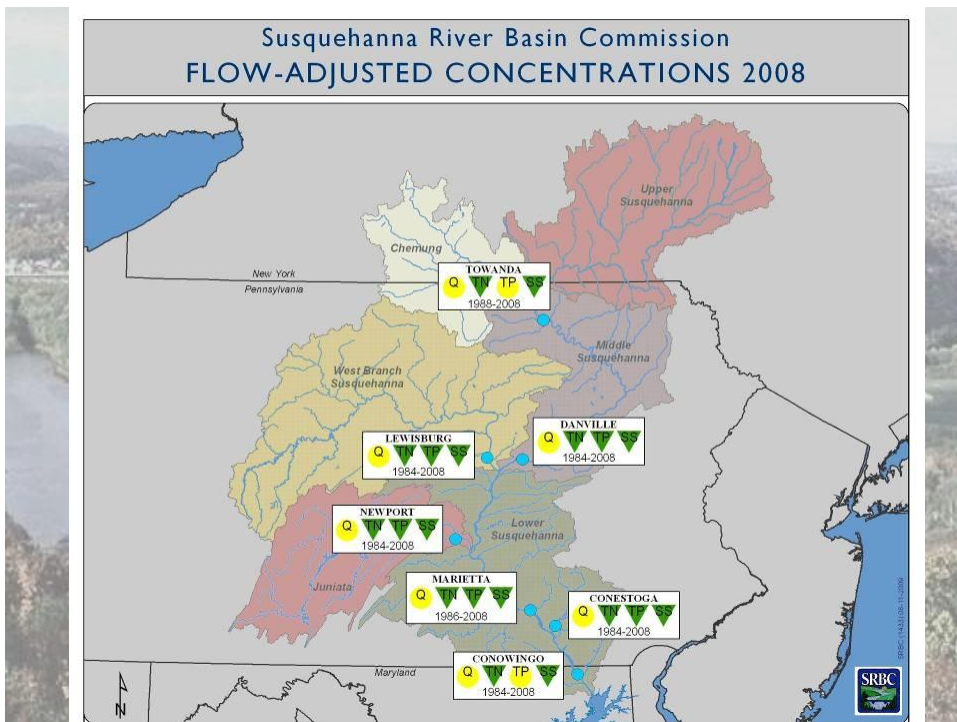 Susquehanna River Basin Commission
FLOW-ADJUSTED CONCENTRATIONS 2008
Upper
Susquehanna
Chemung
New York
Pennsylvania
TOWANDA
Q TN TP SS
1988-2008
Middle
Susquehanna
West Branch
Susquehanna
DANVILLE
Q TN TP SS
1984-2008
LEWISBURG
Q TN TP SS
1984-2008
NEWPORT
Q TN TP SS
1984-2008
Lower
Susquehanna
Juniata
MARIETTA
Q TN TP SS
1986-2008
CONESTOGA
Q TN TP SS
1984-2008
CONOWINGO
Q TN TP SS
1984-2008
Maryland
N
SRBC